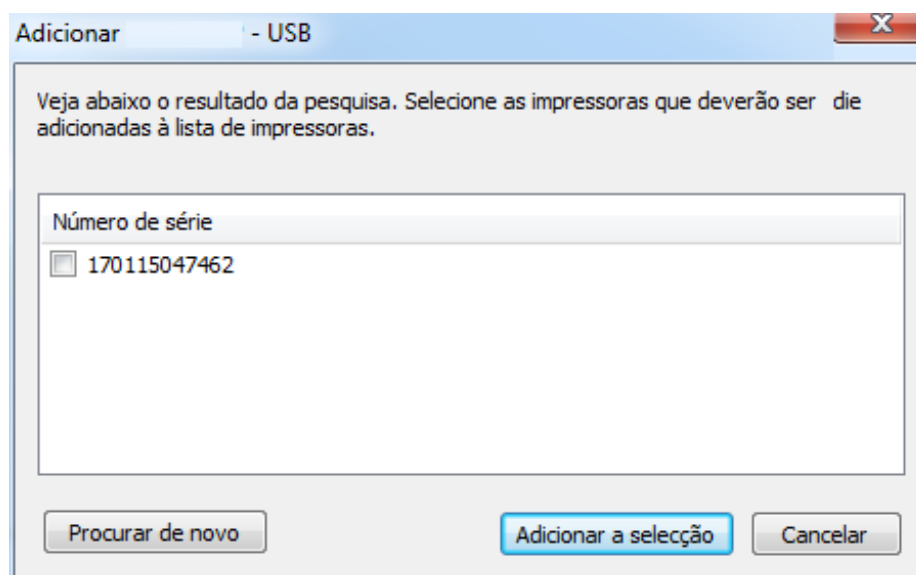 Adicionar - USB
Veja abaixo o resultado da pesquisa. Selecione as impressoras que deverão ser die
adicionadas à lista de impressoras.
Número de série
170115047462
Procurar de novo Adicionar a selecção Cancelar